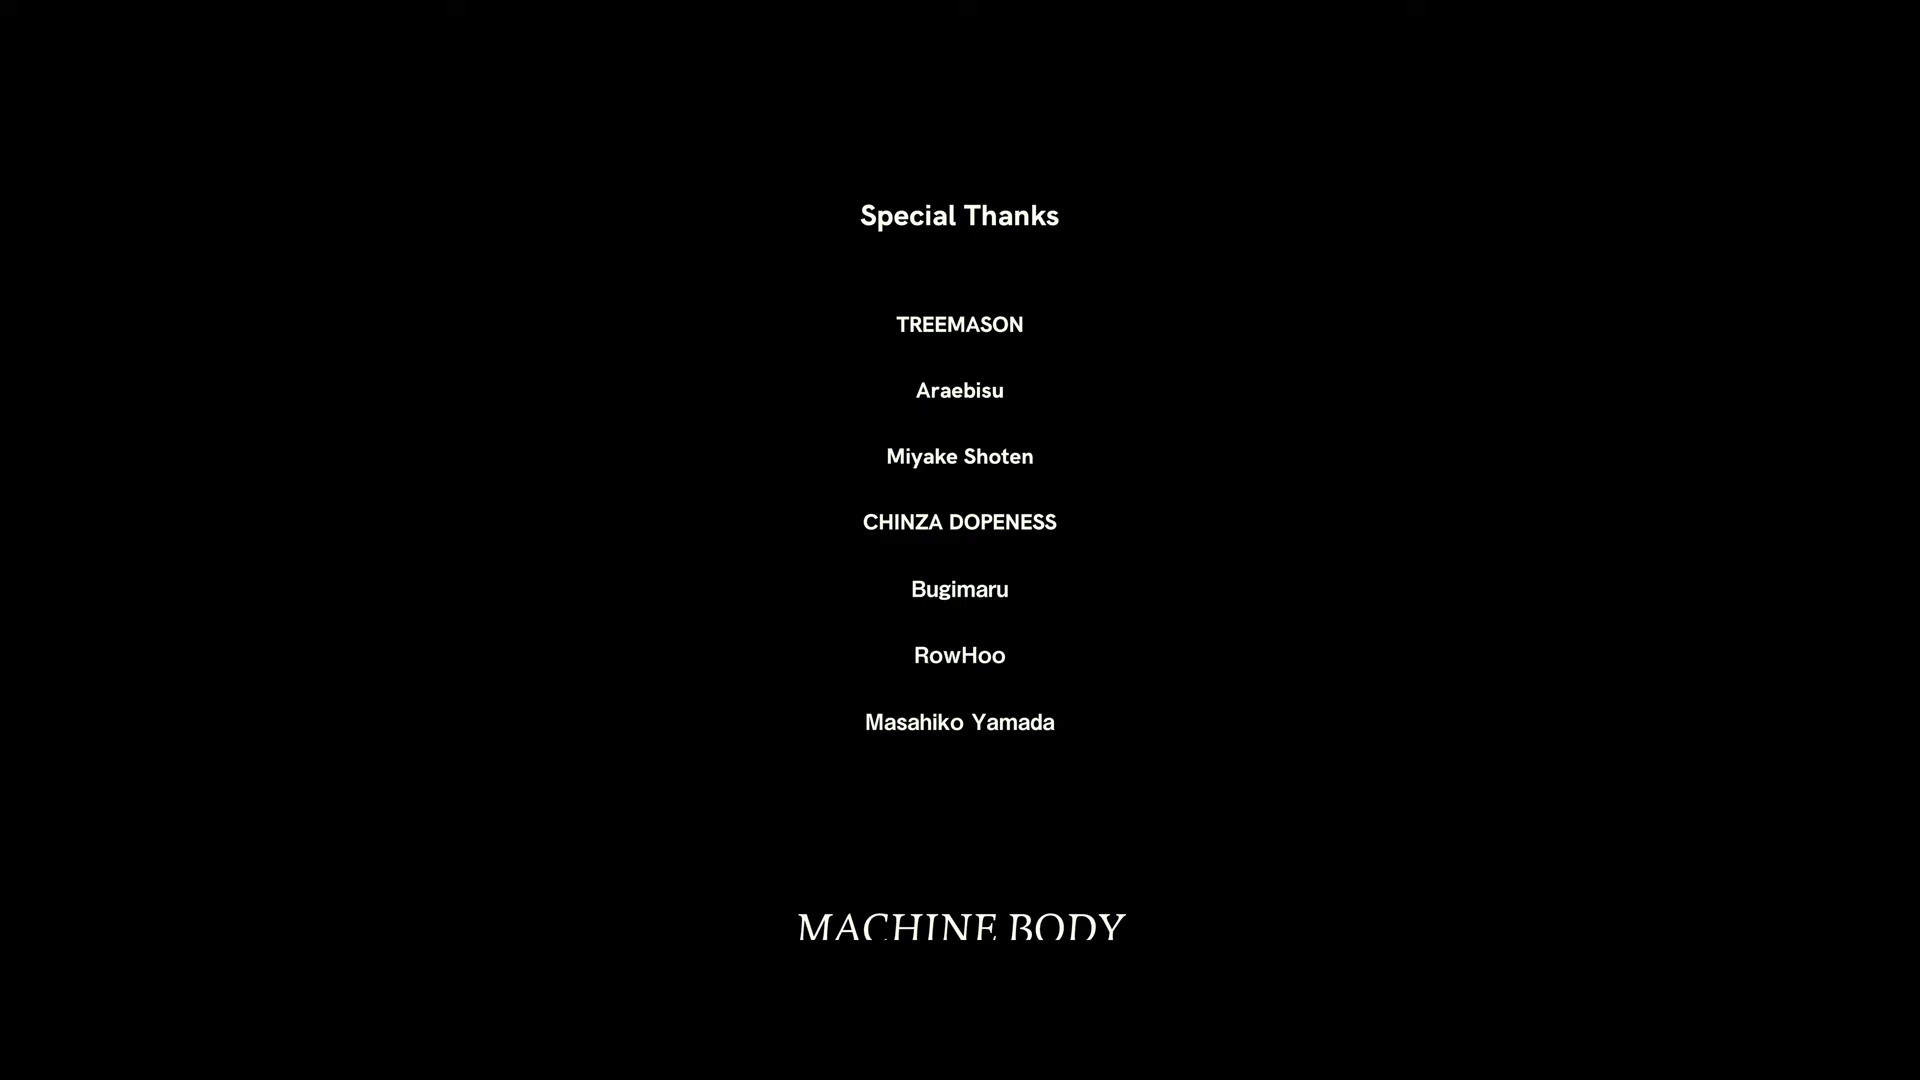 Special Thanks
TREEMASON
Araebisu
Miyake Shoten
CHINZA DOPENESS
Bugimaru
RowHoo
Masahiko Yamada
MACHINE BODY